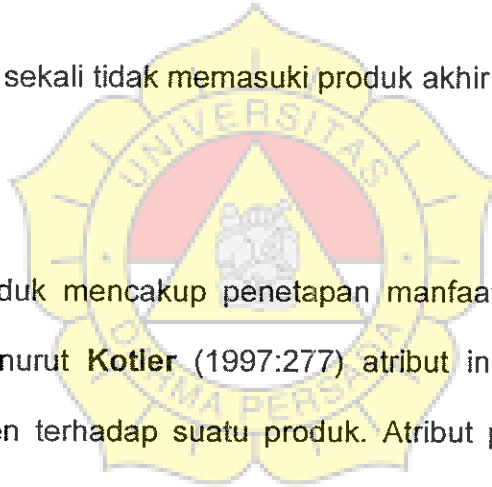 sekali tidak memasuki produk akhir
UNIVERSITAS
duk mencakup penetapan manfaat
nurut Kotler (1997:277) atribut in
DARMA PERSADA
en terhadap suatu produk. Atribut p